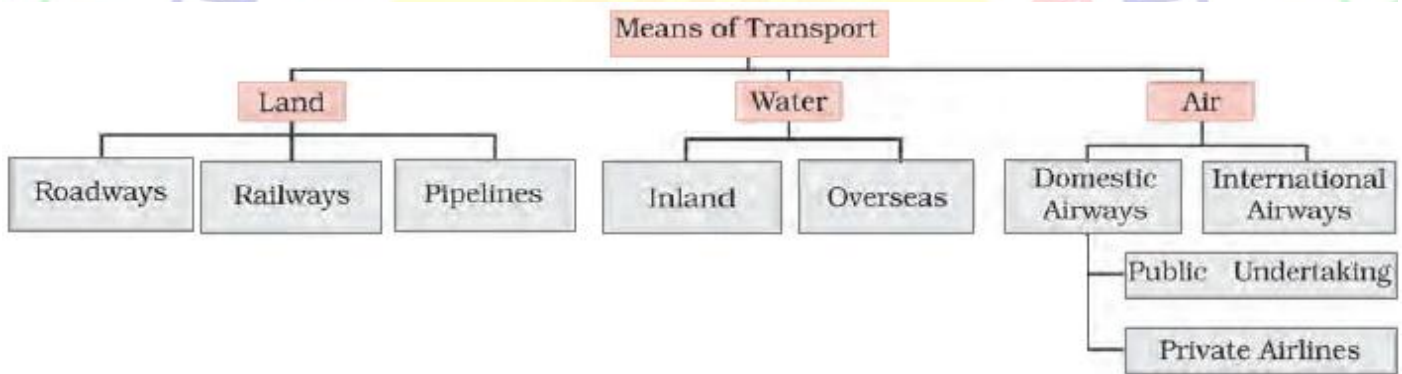 Means of Transport
Land
Water
Air
Roadways
Railways
Pipelines
Inland
Overseas
Domestic
Airways
International
Airways
Public Undertaking
Private Airlines